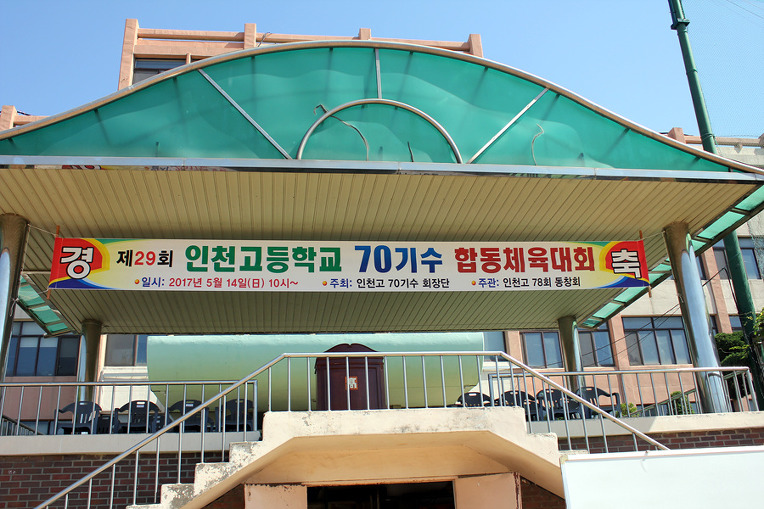 경 제29회 인천고등학교 70기수 합동체육대회 축
•일시: 2017년 5월 14일(일) 10시~ •주최: 인천고 70기수 회장단 •주관: 인천고 78회 동창회